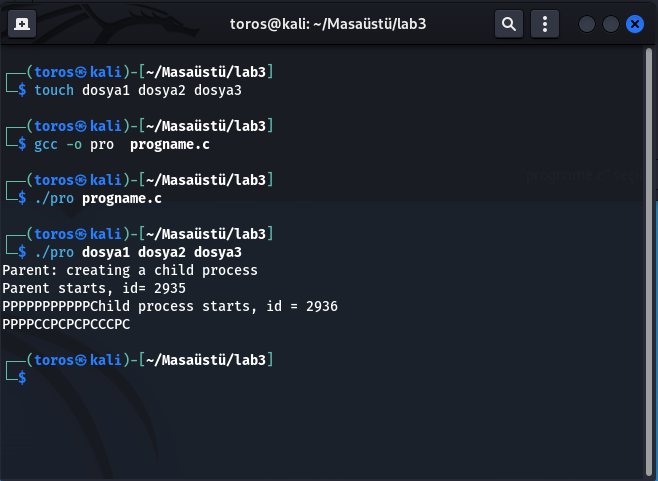 toros@kali: ~/Masaüstü/lab3
┌──(toros㉿kali)-[~/Masaüstü/lab3]
└─$ touch dosya1 dosya2 dosya3
┌──(toros㉿kali)-[~/Masaüstü/lab3]
└─$ gcc -o pro  progname.c
┌──(toros㉿kali)-[~/Masaüstü/lab3]
└─$ ./pro progname.c
┌──(toros㉿kali)-[~/Masaüstü/lab3]
└─$ ./pro dosya1 dosya2 dosya3
Parent: creating a child process
Parent starts, id= 2935
PPPPPPPPPPPChild process starts, id = 2936
PPPPCCPCPCPCCCPC
┌──(toros㉿kali)-[~/Masaüstü/lab3]
└─$